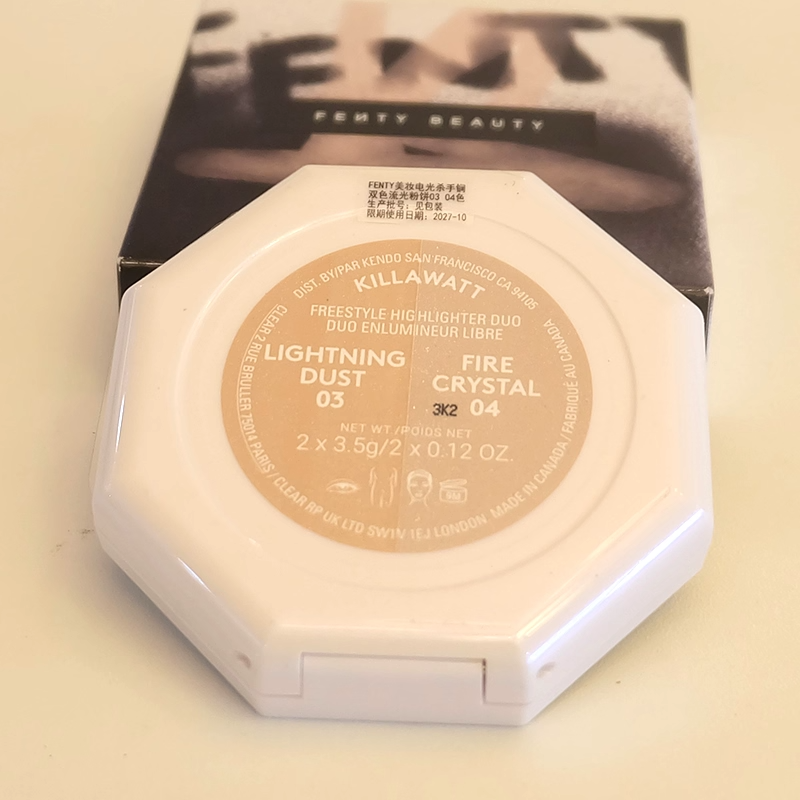 FENTY
FENTY BEAUTY
FENTY美妆电光杀手锏
双色流光粉饼03 04色
生产批号：见包装
限期使用日期：2027-10
DIST. BY/PAR KENDO SAN FRANCISCO CA 94105
KILLAWATT
FREESTYLE HIGHLIGHTER DUO
DUO ENLUMINEUR LIBRE
LIGHTNING
DUST
03
FIRE
CRYSTAL
3K2 04
NET WT./POIDS NET
2 x 3.5g/2 x 0.12 OZ.
9M
CLEAR 2 RUE BRULLER 75014 PARIS / CLEAR RP UK LTD SW1V 1EJ LONDON MADE IN CANADA / FABRIQUÉ AU CANADA